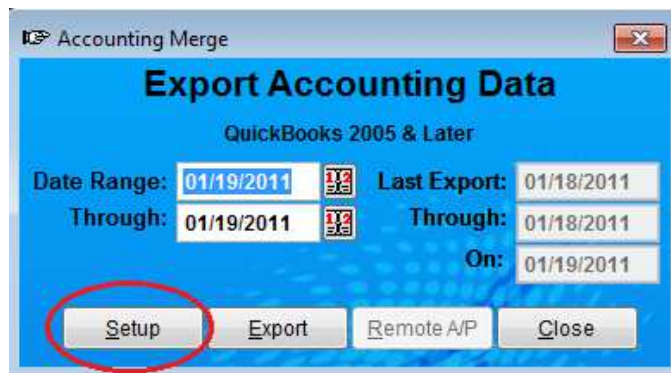 Accounting Merge
Export Accounting Data
QuickBooks 2005 & Later
Date Range: 01/19/2011 Last Export: 01/18/2011
Through: 01/19/2011 Through: 01/18/2011
On: 01/19/2011
Setup Export Remote A/P Close